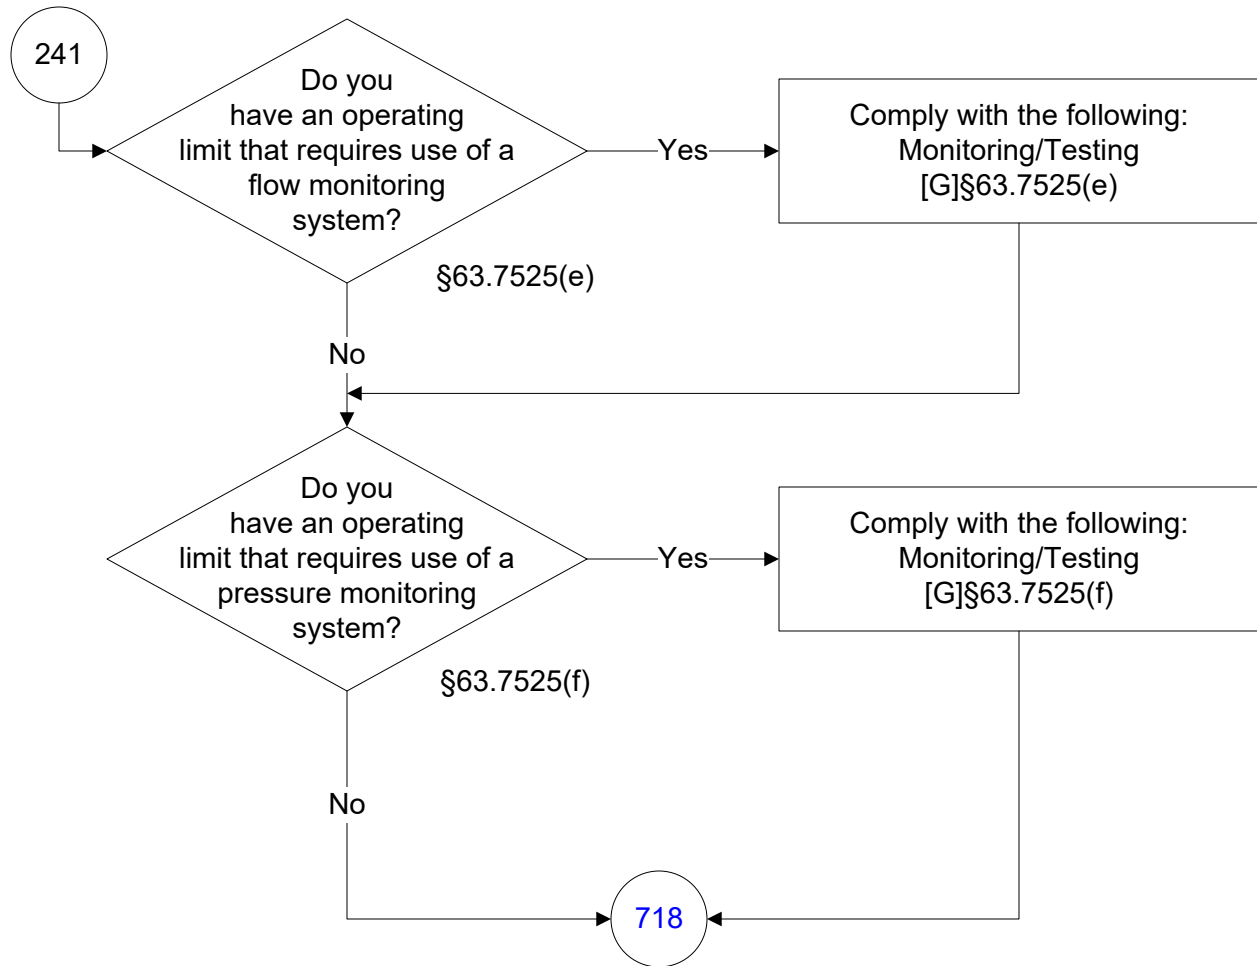 241
Do you
have an operating
limit that requires use of a
flow monitoring
system?
Yes
Comply with the following:
Monitoring/Testing
[G]§63.7525(e)
§63.7525(e)
No
Do you
have an operating
limit that requires use of a
pressure monitoring
system?
Yes
Comply with the following:
Monitoring/Testing
[G]§63.7525(f)
§63.7525(f)
No
718